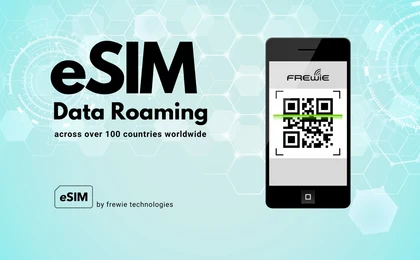 eSIM
Data Roaming
across over 100 countries worldwide
FREWIE
eSIM
by frewie technologies